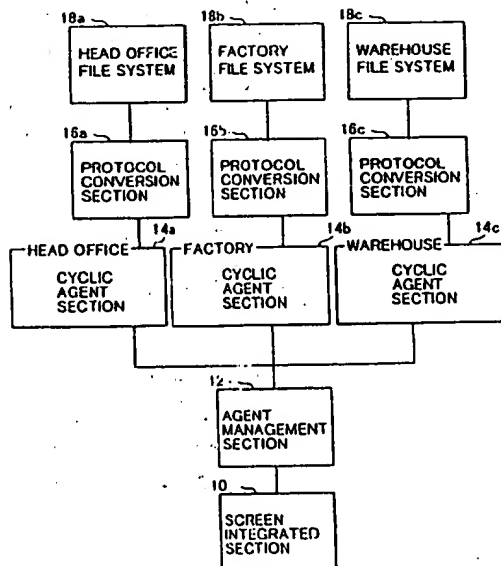 18a
18b
18c
HEAD OFFICE
FILE SYSTEM
FACTORY
FILE SYSTEM
WAREHOUSE
FILE SYSTEM
16a
16b
16c
PROTOCOL
CONVERSION
SECTION
PROTOCOL
CONVERSION
SECTION
PROTOCOL
CONVERSION
SECTION
14a
14b
14c
HEAD OFFICE
CYCLIC
AGENT
SECTION
FACTORY
CYCLIC
AGENT
SECTION
WAREHOUSE
CYCLIC
AGENT
SECTION
12
AGENT
MANAGEMENT
SECTION
10
SCREEN
INTEGRATED
SECTION